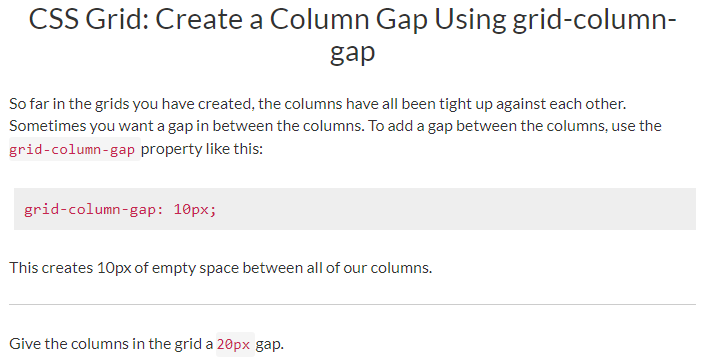 CSS Grid: Create a Column Gap Using grid-column-
gap
So far in the grids you have created, the columns have all been tight up against each other.
Sometimes you want a gap in between the columns. To add a gap between the columns, use the
grid-column-gap property like this:
grid-column-gap: 10px;
This creates 10px of empty space between all of our columns.
Give the columns in the grid a 20px gap.